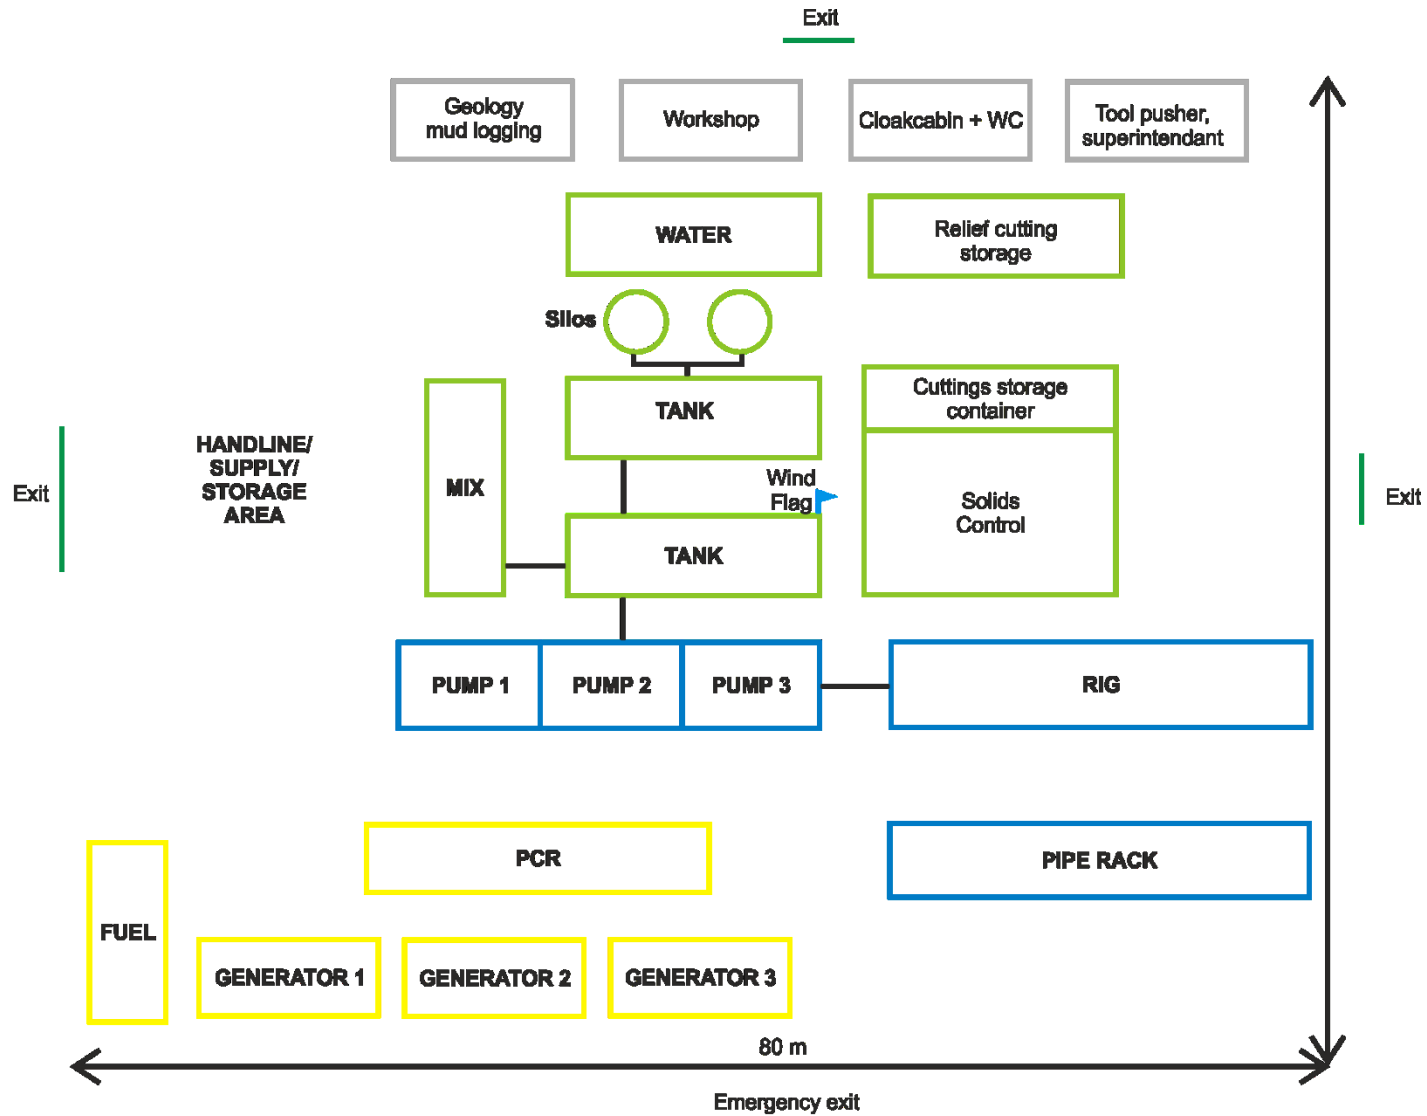 Exit
Geology
mud logging
Workshop
Cloakcabin + WC
Tool pusher,
superintendant
WATER
Relief cutting
storage
Silos
TANK
Cuttings storage
container
HANDLINE/
SUPPLY/
STORAGE
AREA
MIX
Wind
Flag
Solids
Control
Exit
Exit
TANK
PUMP 1
PUMP 2
PUMP 3
RIG
PCR
PIPE RACK
FUEL
GENERATOR 1
GENERATOR 2
GENERATOR 3
80 m
Emergency exit